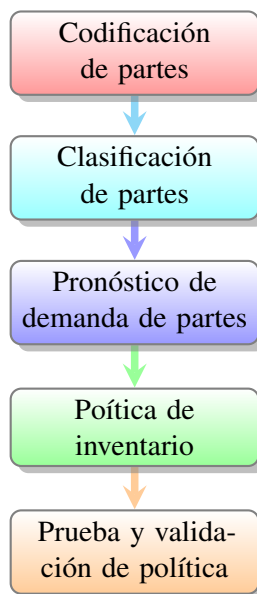 Codificación
de partes
Clasificación
de partes
Pronóstico de
demanda de partes
Poítica de
inventario
Prueba y valida-
ción de política